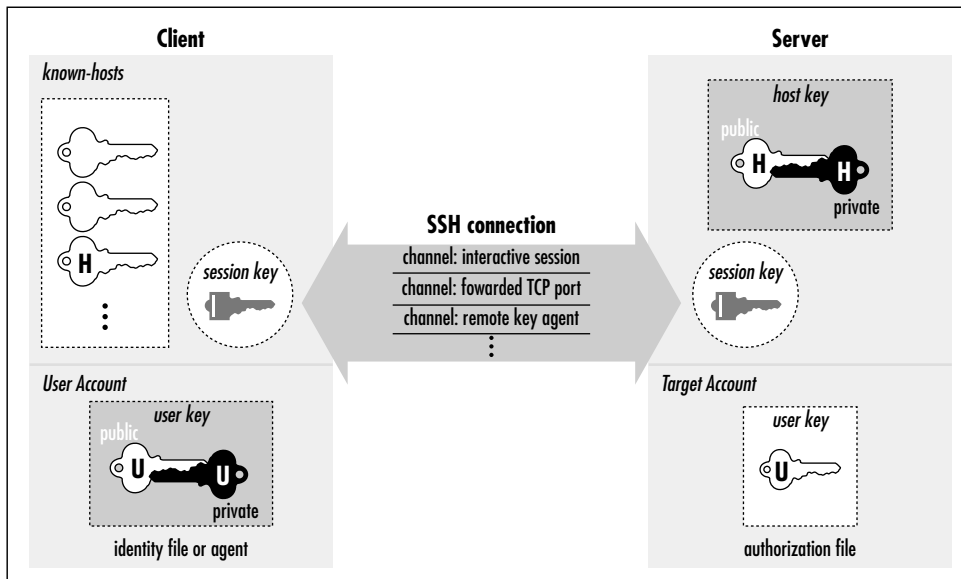 Client
Server
known-hosts
H
session key
User Account
user key
public
U
U
private
identity file or agent
SSH connection
channel: interactive session
channel: fowarded TCP port
channel: remote key agent
host key
public
H
H
private
session key
Target Account
user key
U
authorization file